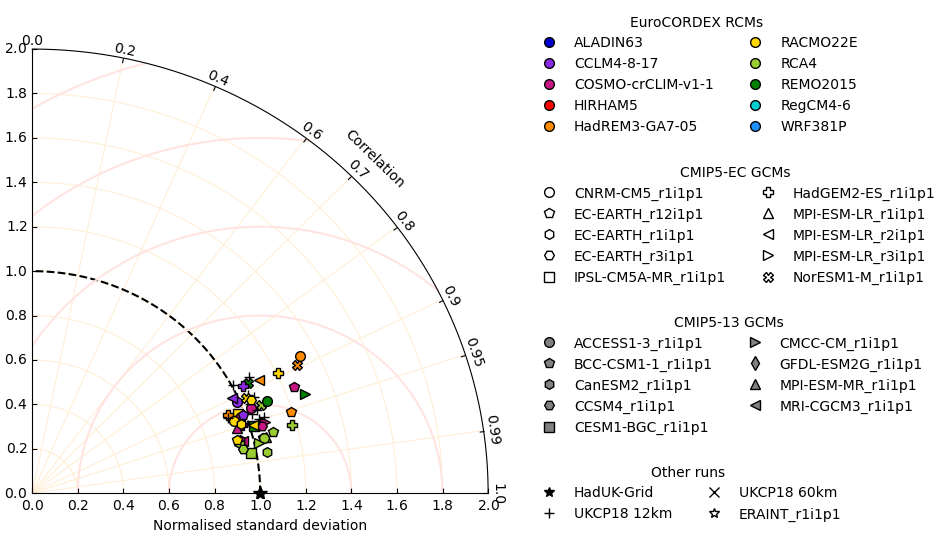 EuroCORDEX RCMs
ALADIN63 RACMO22E
CCLM4-8-17 RCA4
COSMO-crCLIM-v1-1 REMO2015
HIRHAM5 RegCM4-6
HadREM3-GA7-05 WRF381P
CMIP5-EC GCMs
CNRM-CM5_r1i1p1 HadGEM2-ES_r1i1p1
EC-EARTH_r12i1p1 MPI-ESM-LR_r1i1p1
EC-EARTH_r1i1p1 MPI-ESM-LR_r2i1p1
EC-EARTH_r3i1p1 MPI-ESM-LR_r3i1p1
IPSL-CM5A-MR_r1i1p1 NorESM1-M_r1i1p1
CMIP5-13 GCMs
ACCESS1-3_r1i1p1 CMCC-CM_r1i1p1
BCC-CSM1-1_r1i1p1 GFDL-ESM2G_r1i1p1
CanESM2_r1i1p1 MPI-ESM-MR_r1i1p1
CCSM4_r1i1p1 MRI-CGCM3_r1i1p1
CESM1-BGC_r1i1p1
Other runs
HadUK-Grid UKCP18 60km
UKCP18 12km ERAINT_r1i1p1
0.0
0.2
0.4
0.6
Correlation
0.7
0.8
0.9
0.95
0.99
1.0
2.0
1.8
1.6
1.4
1.2
1.0
0.8
0.6
0.4
0.2
0.0
0.0 0.2 0.4 0.6 0.8 1.0 1.2 1.4 1.6 1.8 2.0
Normalised standard deviation